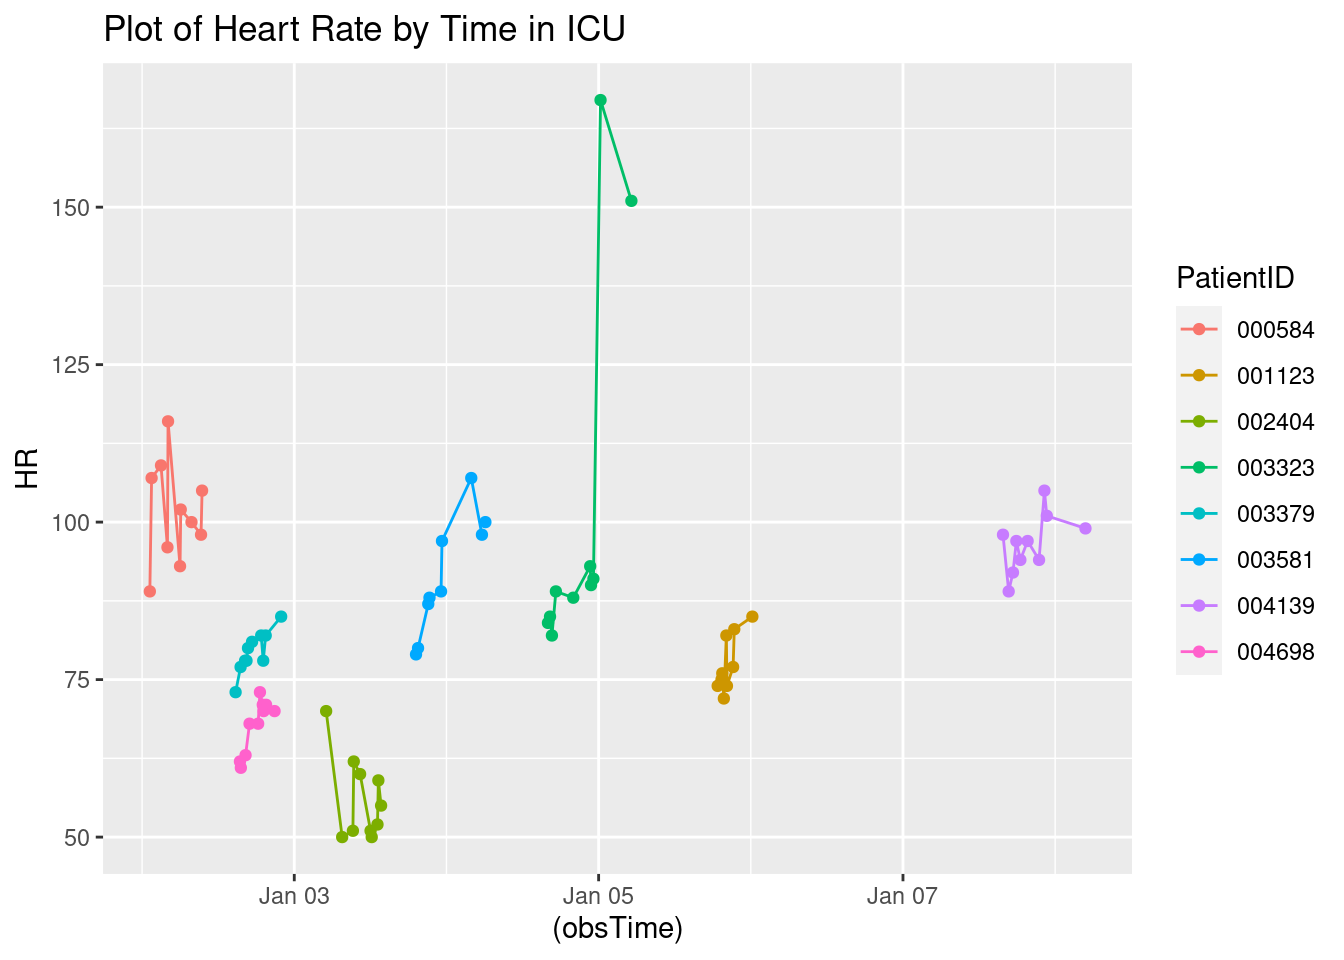 Plot of Heart Rate by Time in ICU
HR
150
125
100
75
50
Jan 03
Jan 05
Jan 07
(obsTime)
PatientID
000584
001123
002404
003323
003379
003581
004139
004698